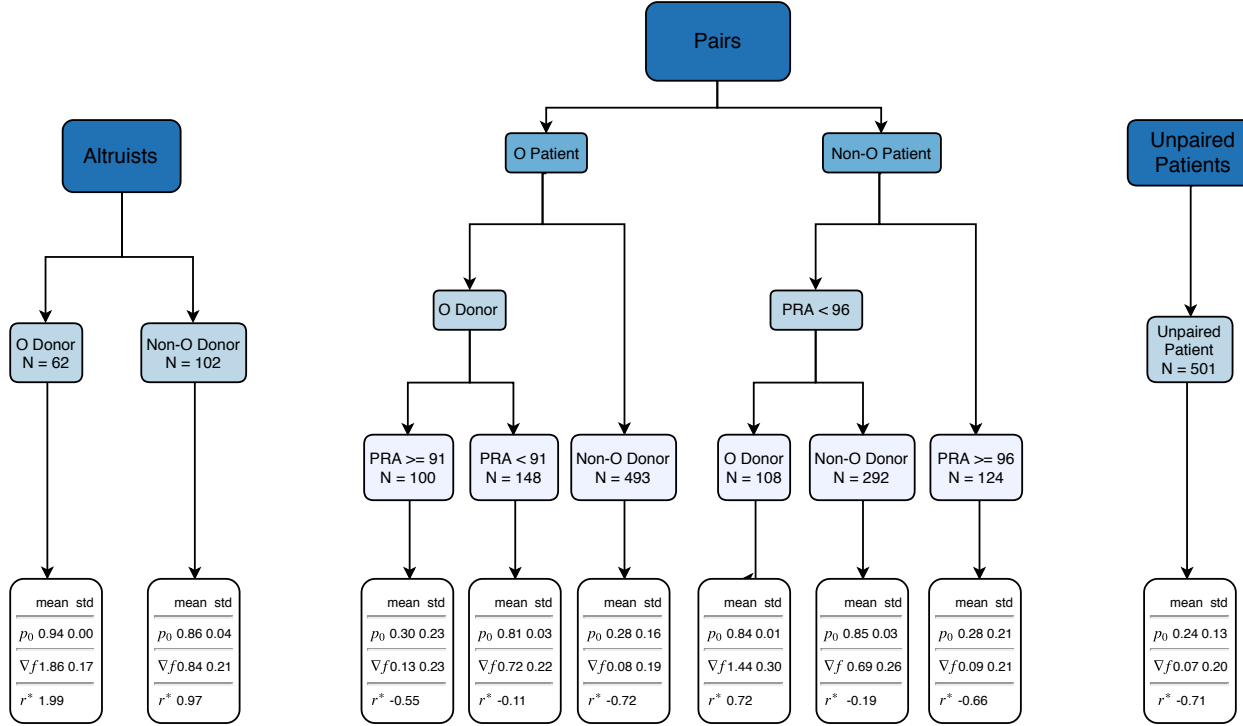 Pairs
Altruists
Unpaired
Patients
O Patient
Non-O Patient
O Donor
PRA < 96
O Donor
N = 62
Non-O Donor
N = 102
Unpaired
Patient
N = 501
PRA >= 91
N = 100
PRA < 91
N = 148
Non-O Donor
N = 493
O Donor
N = 108
Non-O Donor
N = 292
PRA >= 96
N = 124
mean std
p₀ 0.94 0.00
∇f 1.86 0.17
r* 1.99
mean std
p₀ 0.86 0.04
∇f 0.84 0.21
r* 0.97
mean std
p₀ 0.30 0.23
∇f 0.13 0.23
r* -0.55
mean std
p₀ 0.81 0.03
∇f 0.72 0.22
r* -0.11
mean std
p₀ 0.28 0.16
∇f 0.08 0.19
r* -0.72
mean std
p₀ 0.84 0.01
∇f 1.44 0.30
r* 0.72
mean std
p₀ 0.85 0.03
∇f 0.69 0.26
r* -0.19
mean std
p₀ 0.28 0.21
∇f 0.09 0.21
r* -0.66
mean std
p₀ 0.24 0.13
∇f 0.07 0.20
r* -0.71